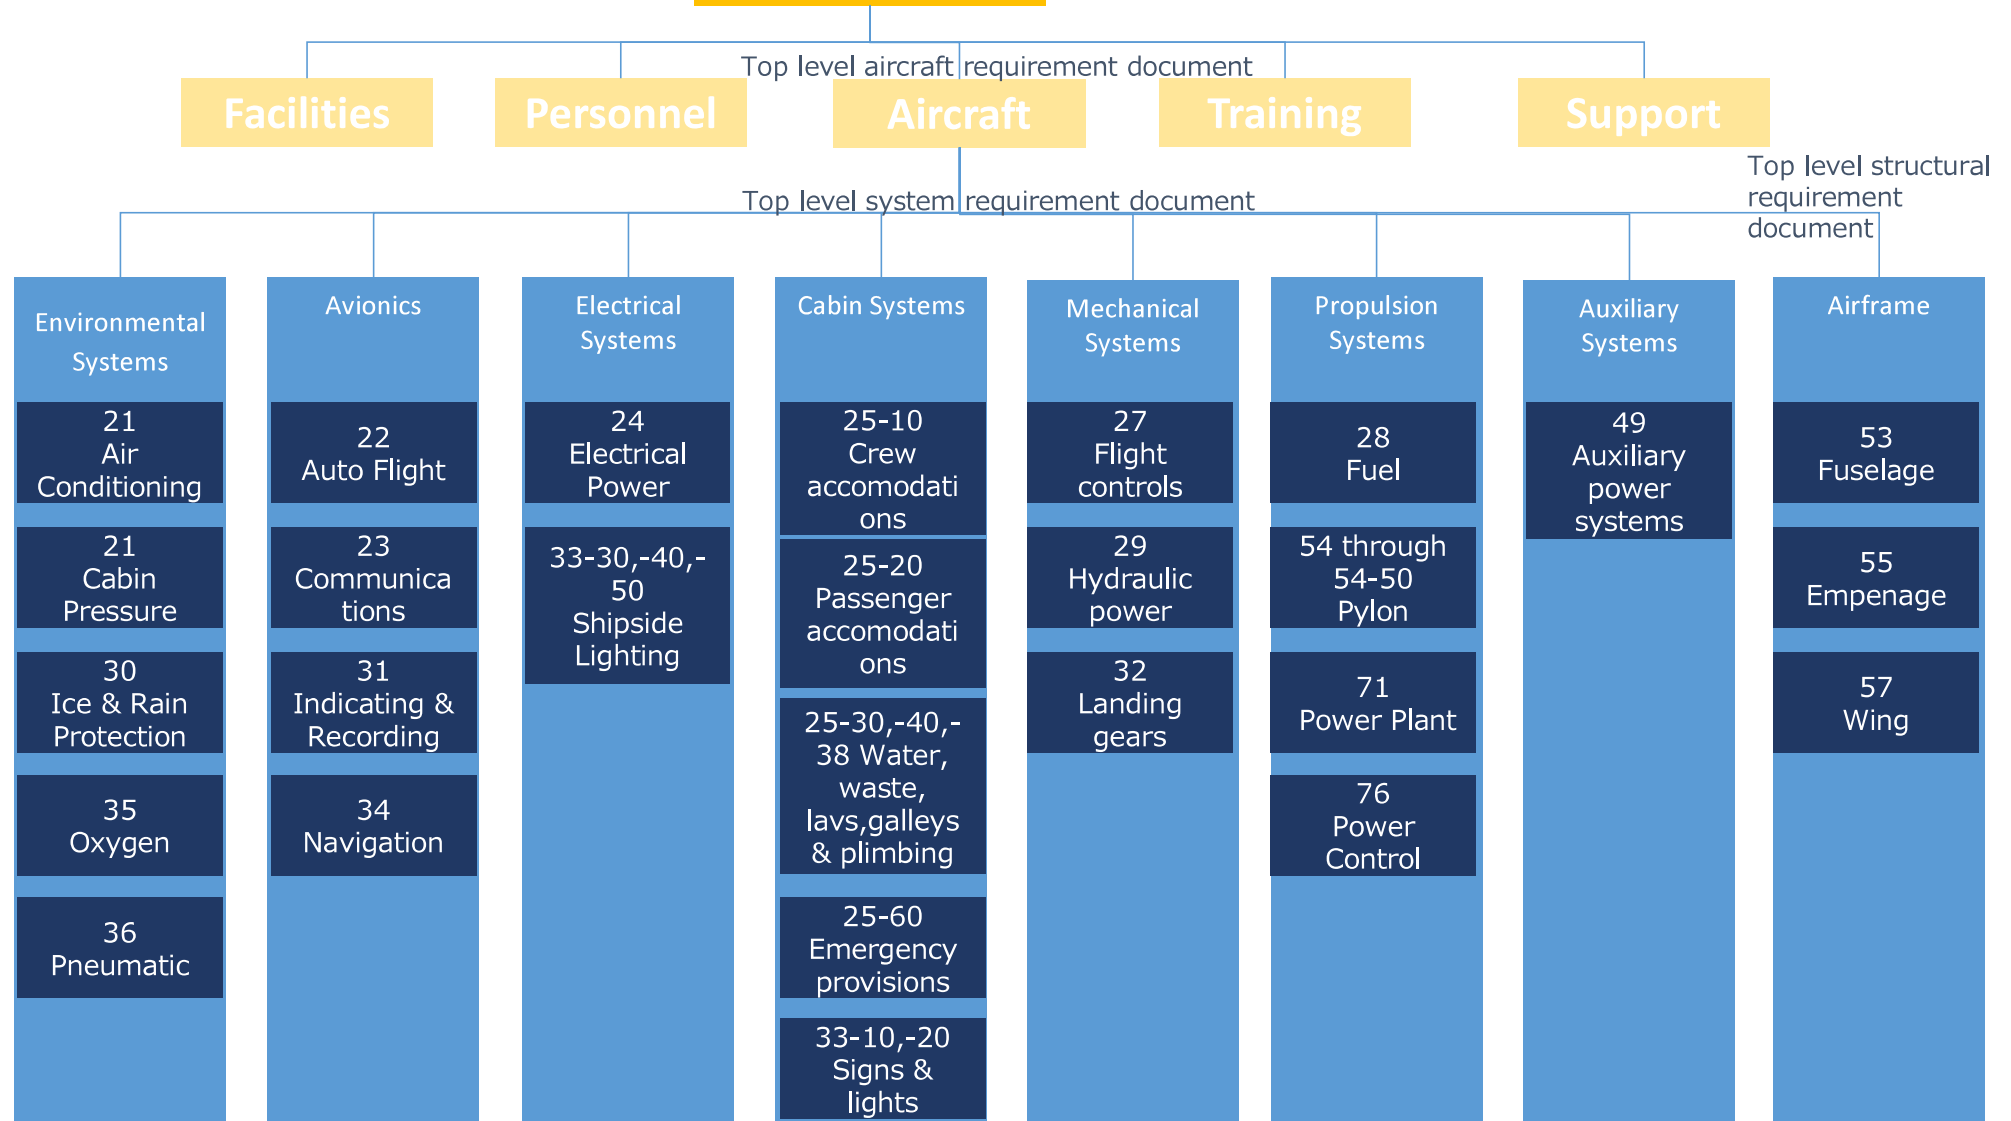 Top level aircraft requirement document
Facilities
Personnel
Aircraft
Training
Support
Top level structural
requirement
document
Top level system requirement document
Environmental
Systems
21
Air
Conditioning
21
Cabin
Pressure
30
Ice & Rain
Protection
35
Oxygen
36
Pneumatic
Avionics
22
Auto Flight
23
Communica
tions
31
Indicating &
Recording
34
Navigation
Electrical
Systems
24
Electrical
Power
33-30,-40,-
50
Shipside
Lighting
Cabin Systems
25-10
Crew
accomodati
ons
25-20
Passenger
accomodati
ons
25-30,-40,-
38 Water,
waste,
lavs,galleys
& plimbing
25-60
Emergency
provisions
33-10,-20
Signs &
lights
Mechanical
Systems
27
Flight
controls
29
Hydraulic
power
32
Landing
gears
Propulsion
Systems
28
Fuel
54 through
54-50
Pylon
71
Power Plant
76
Power
Control
Auxiliary
Systems
49
Auxiliary
power
systems
Airframe
53
Fuselage
55
Empenage
57
Wing